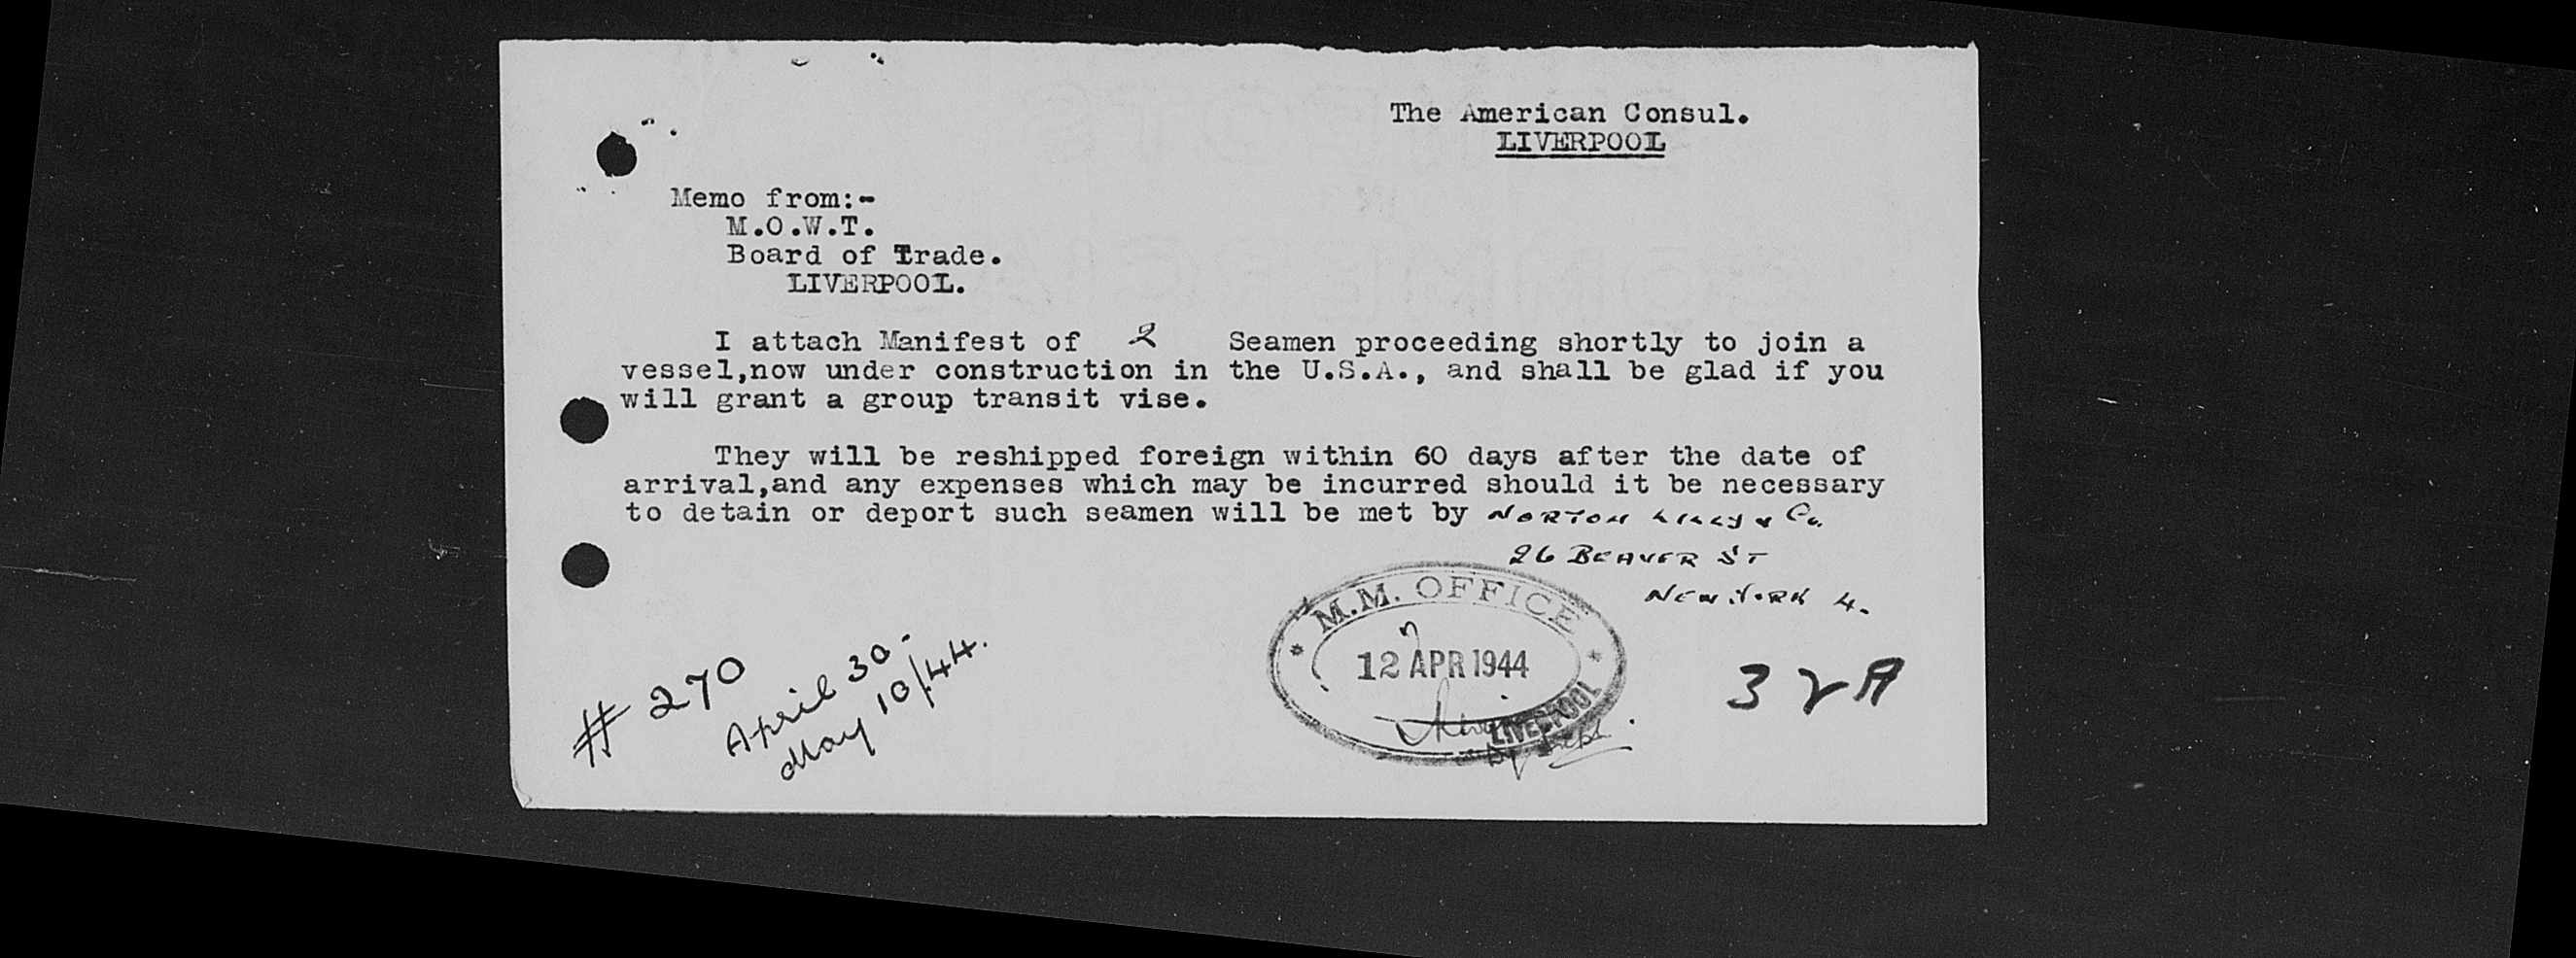 The American Consul.
LIVERPOOL
Memo from:-
M.O.W.T.
Board of Trade.
LIVERPOOL.
I attach Manifest of 2 Seamen proceeding shortly to join a
vessel,now under construction in the U.S.A., and shall be glad if you
will grant a group transit vise.
They will be reshipped foreign within 60 days after the date of
arrival,and any expenses which may be incurred should it be necessary
to detain or deport such seamen will be met by NORTON LILLY & Co.
26 BEAVER ST
NEW YORK 4.
M.M. OFFICE
12 APR 1944
LIVERPOOL
# 270
April 30-
May 10/44.